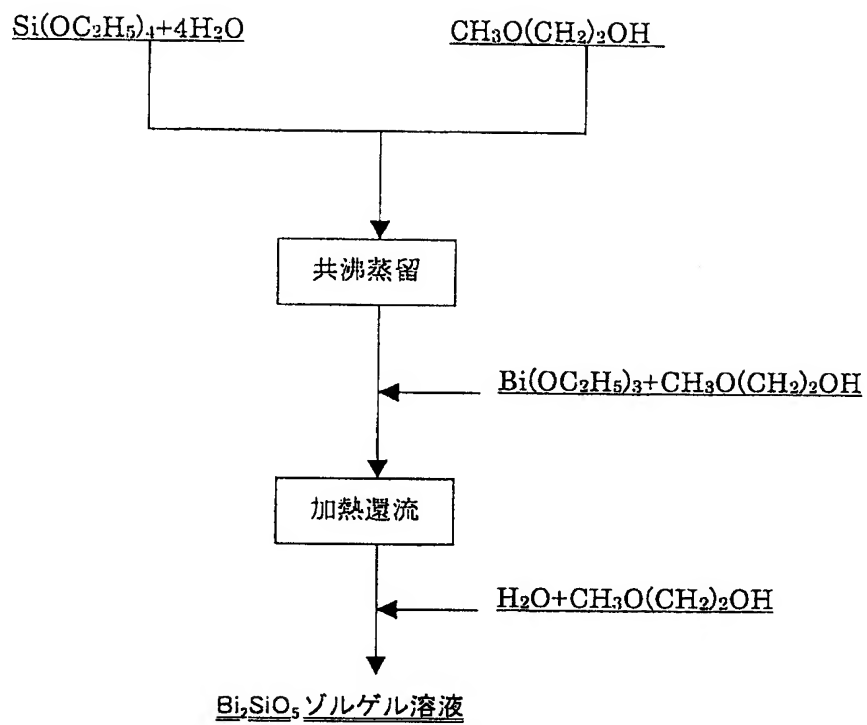 Si(OC₂H₅)₄+4H₂O
CH₃O(CH₂)₂OH
共沸蒸留
Bi(OC₂H₅)₃+CH₃O(CH₂)₂OH
加熱還流
H₂O+CH₃O(CH₂)₂OH
Bi₂SiO₅ゾルゲル溶液